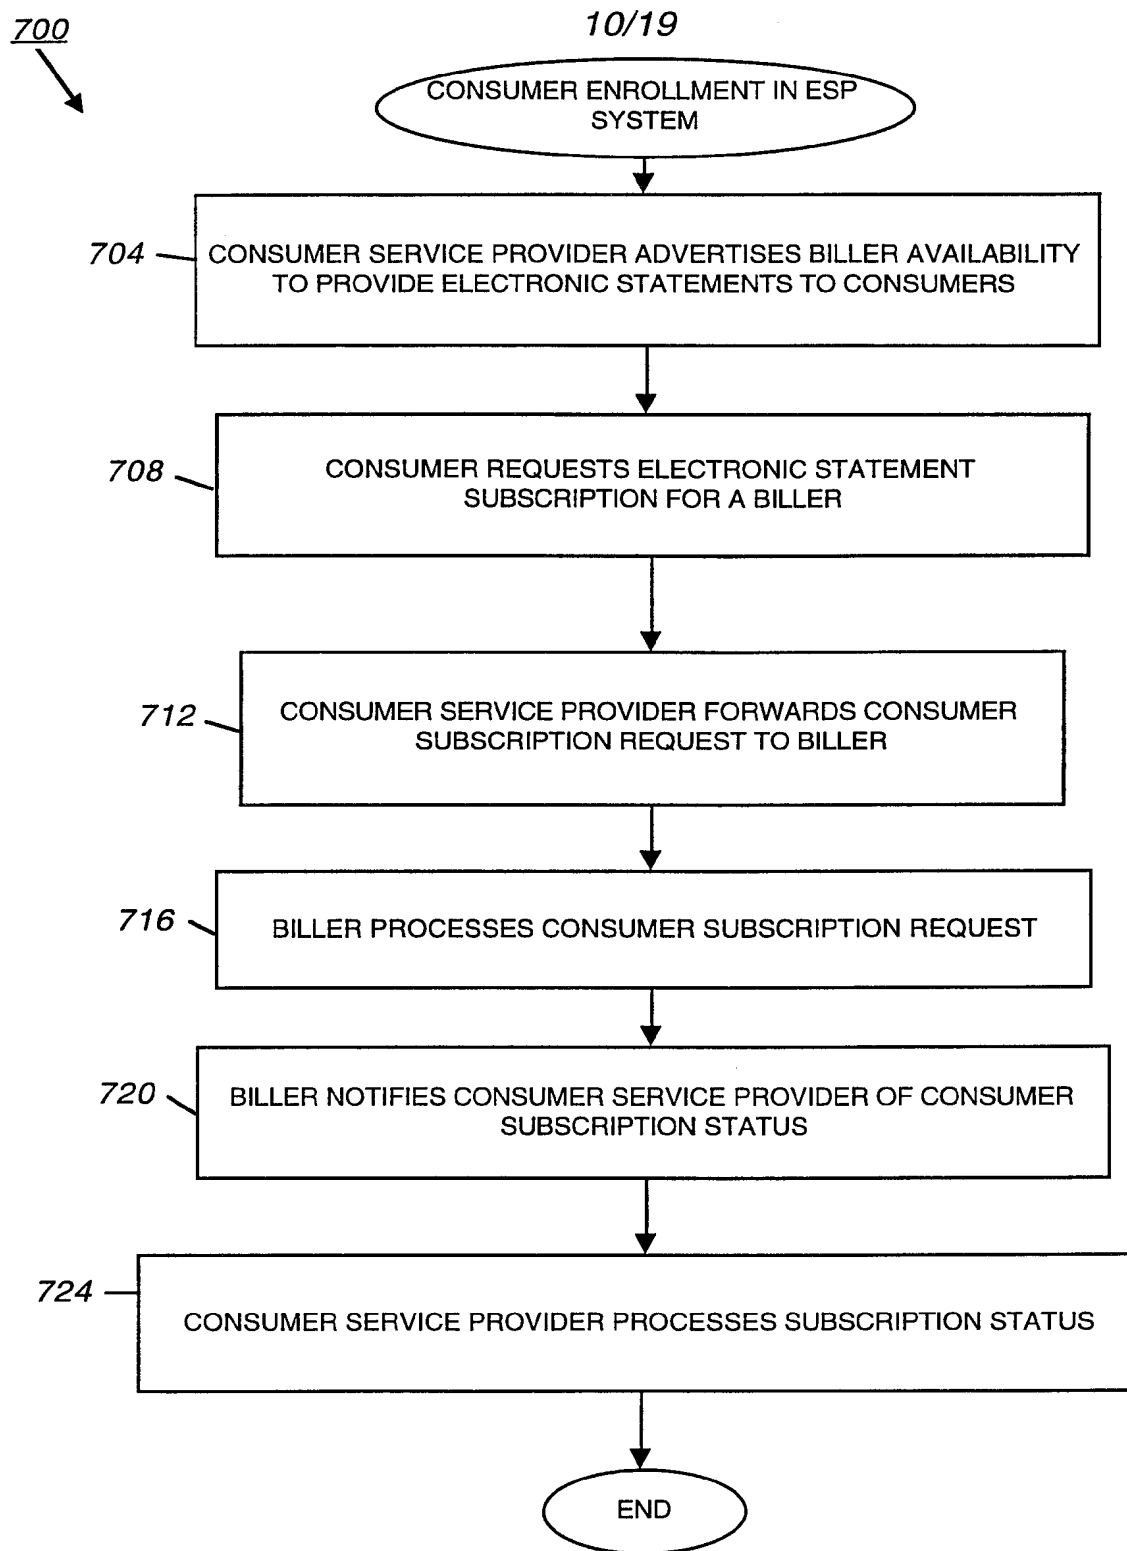 700
10/19
CONSUMER ENROLLMENT IN ESP
SYSTEM
704
CONSUMER SERVICE PROVIDER ADVERTISES BILLER AVAILABILITY
TO PROVIDE ELECTRONIC STATEMENTS TO CONSUMERS
708
CONSUMER REQUESTS ELECTRONIC STATEMENT
SUBSCRIPTION FOR A BILLER
712
CONSUMER SERVICE PROVIDER FORWARDS CONSUMER
SUBSCRIPTION REQUEST TO BILLER
716
BILLER PROCESSES CONSUMER SUBSCRIPTION REQUEST
720
BILLER NOTIFIES CONSUMER SERVICE PROVIDER OF CONSUMER
SUBSCRIPTION STATUS
724
CONSUMER SERVICE PROVIDER PROCESSES SUBSCRIPTION STATUS
END